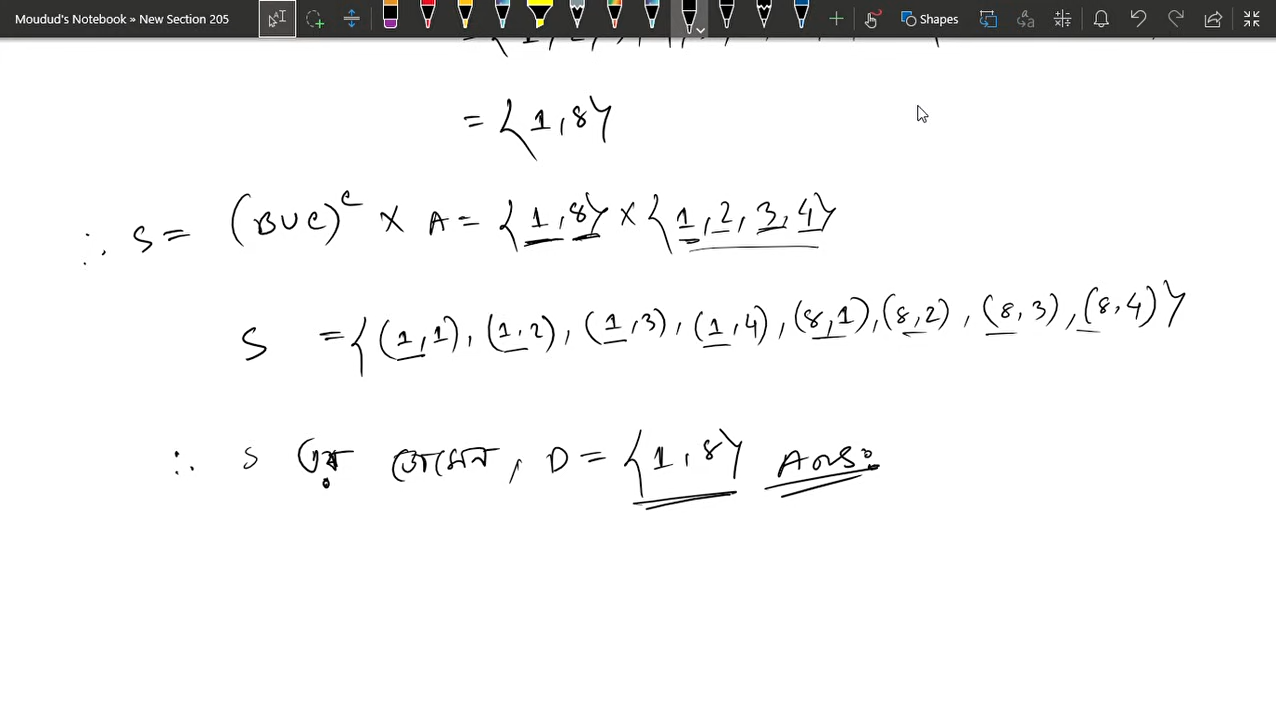 Moudud's Notebook » New Section 205
Shapes
= {1,8}
∴ S = (BUC)ᶜ × A = {1,8} × {1,2,3,4}
S = {(1,1), (1,2), (1,3), (1,4), (8,1), (8,2), (8,3), (8,4)}
∴ S এর ডোমেন, D = {1,8} Ans: